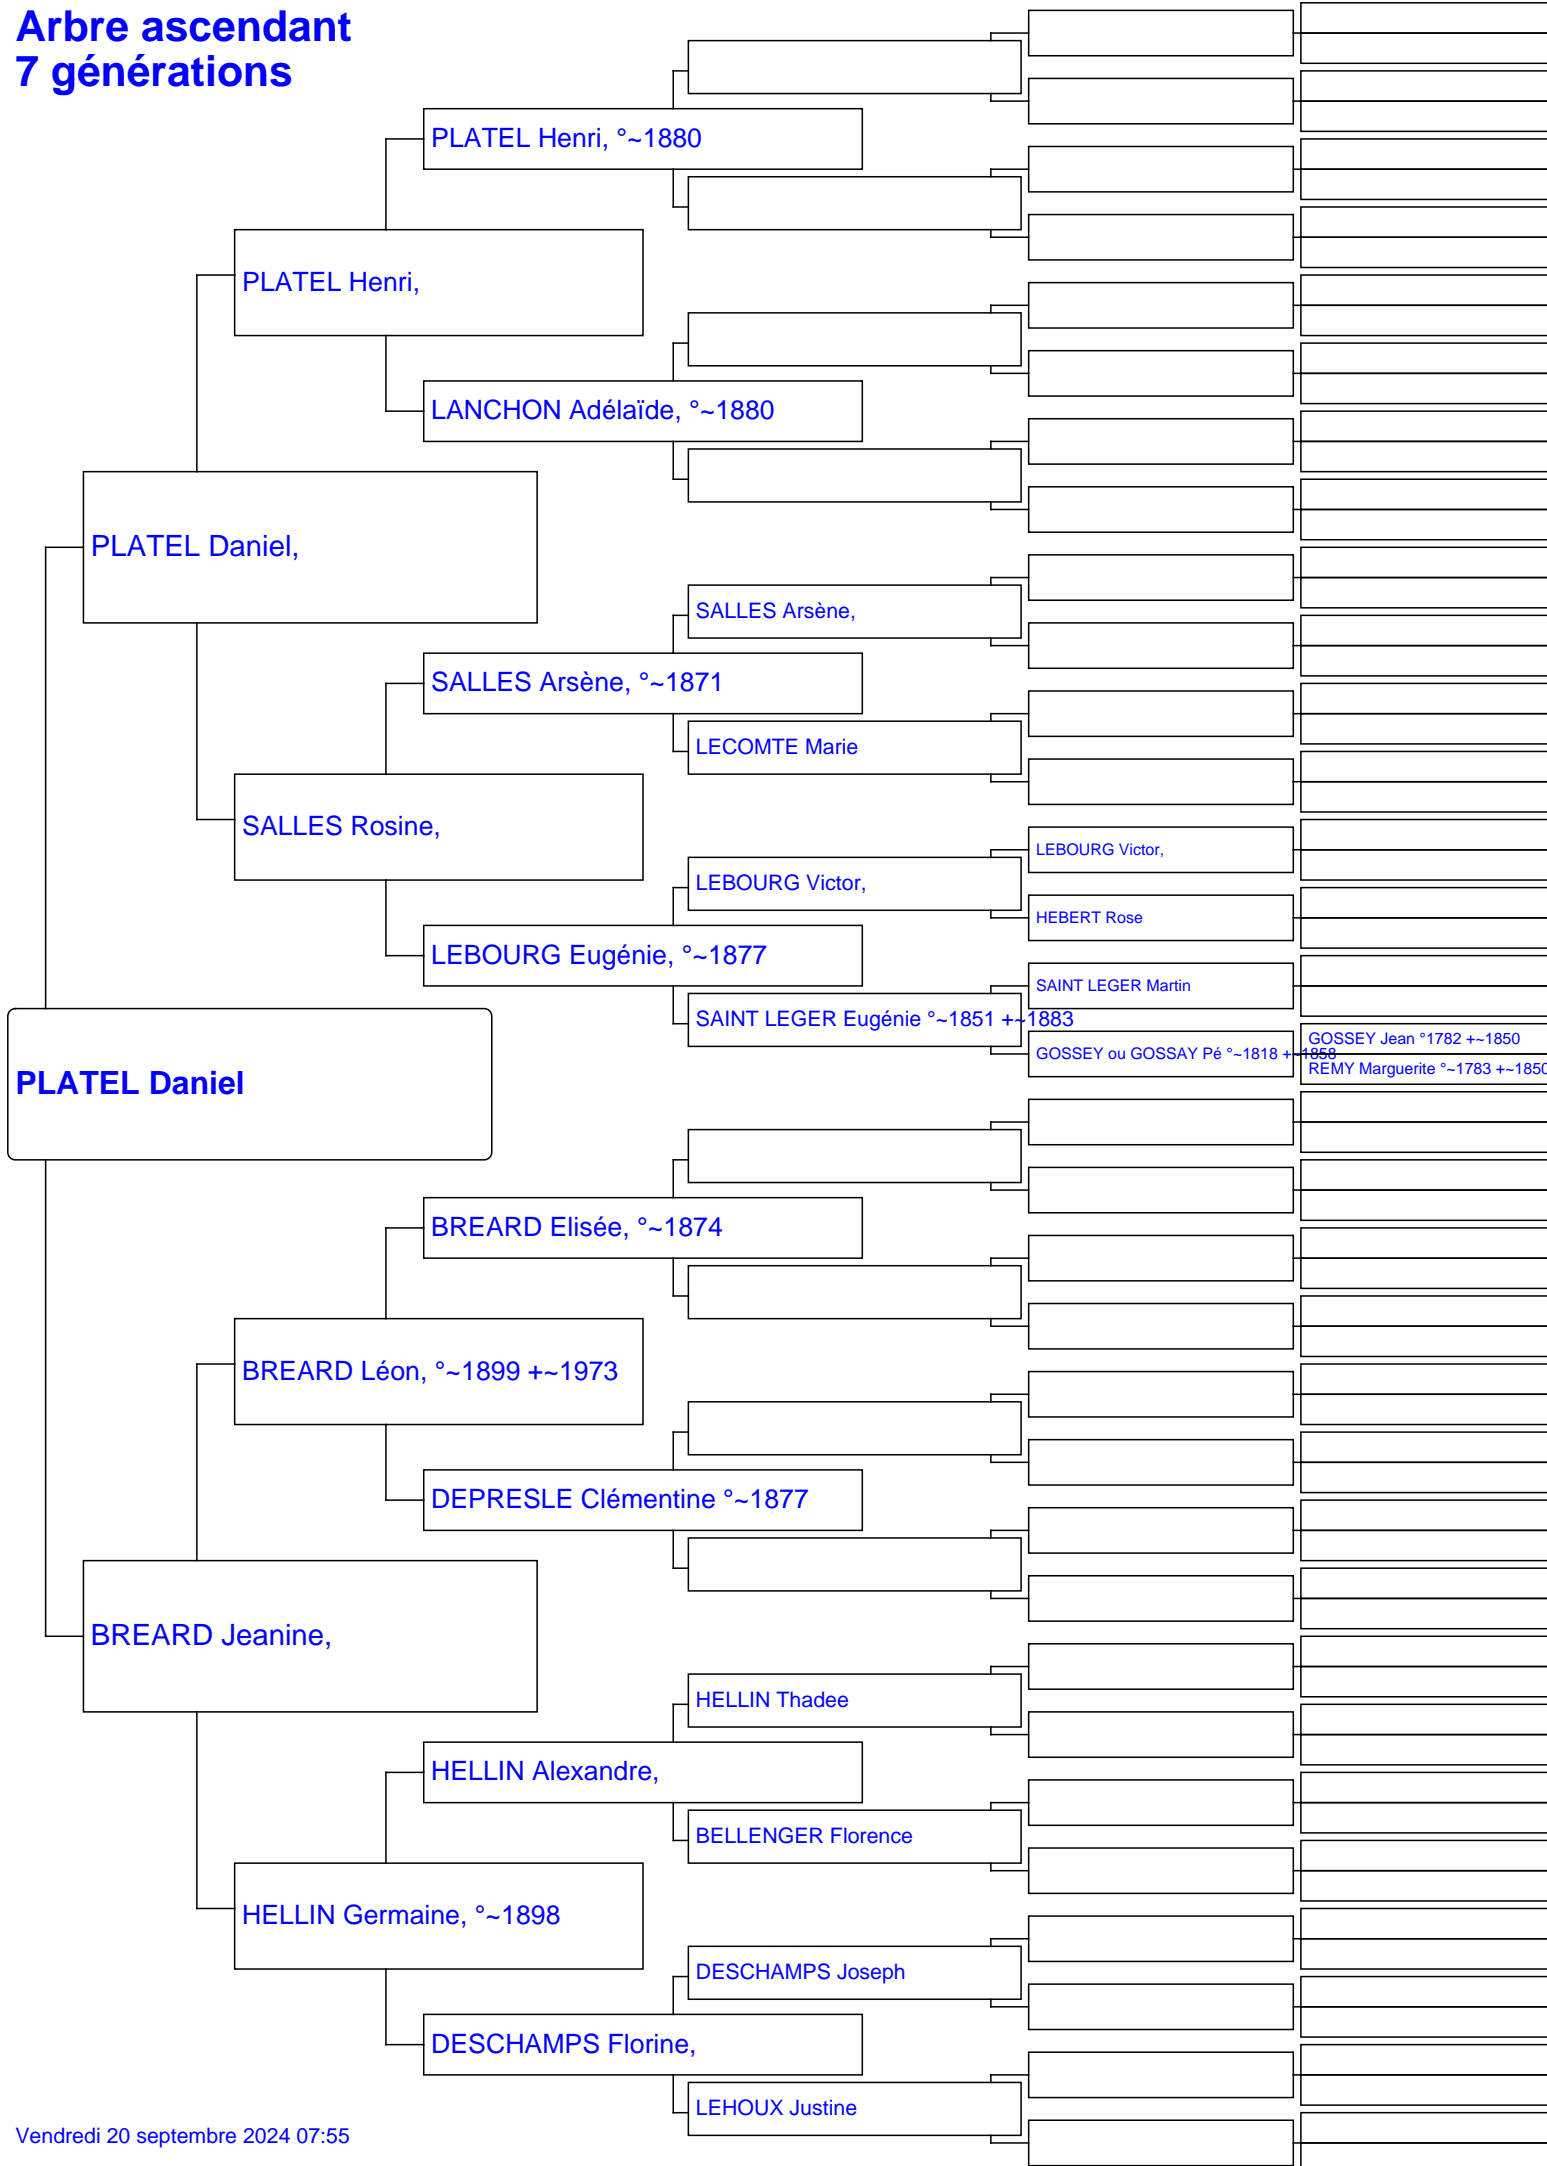 Arbre ascendant
7 générations
PLATEL Henri, °~1880
PLATEL Henri,
LANCHON Adélaïde, °~1880
PLATEL Daniel,
SALLES Arsène,
SALLES Arsène, °~1871
LECOMTE Marie
SALLES Rosine,
LEBOURG Victor,
LEBOURG Victor,
HEBERT Rose
LEBOURG Eugénie, °~1877
SAINT LEGER Martin
SAINT LEGER Eugénie °~1851 +~1883
GOSSEY Jean °1782 +~1850
GOSSEY ou GOSSAY Pé °~1818 +~1858
REMY Marguerite °~1783 +~1850
PLATEL Daniel
BREARD Elisée, °~1874
BREARD Léon, °~1899 +~1973
DEPRESLE Clémentine °~1877
BREARD Jeanine,
HELLIN Thadee
HELLIN Alexandre,
BELLENGER Florence
HELLIN Germaine, °~1898
DESCHAMPS Joseph
DESCHAMPS Florine,
LEHOUX Justine
Vendredi 20 septembre 2024 07:55